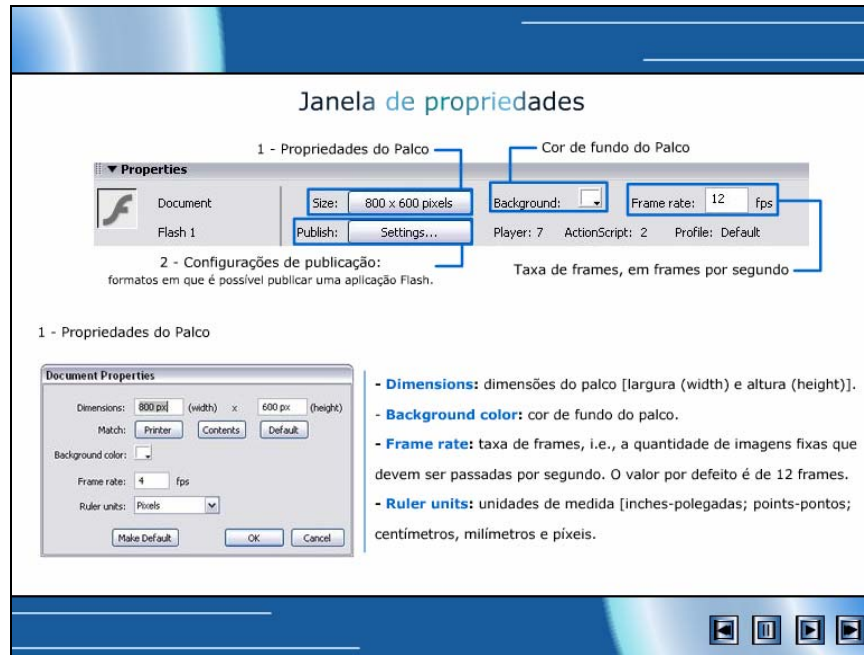 Janela de propriedades
1 - Propriedades do Palco
Cor de fundo do Palco
Properties
Document
Size: 800 x 600 pixels
Background:
Frame rate: 12 fps
Flash 1
Publish: Settings...
Player: 7 ActionScript: 2 Profile: Default
2 - Configurações de publicação:
formatos em que é possível publicar uma aplicação Flash.
Taxa de frames, em frames por segundo
1 - Propriedades do Palco
Document Properties
Dimensions: 800 px (width) x 600 px (height)
Match: Printer Contents Default
Background color:
Frame rate: 4 fps
Ruler units: Pixels
Make Default OK Cancel
- Dimensions: dimensões do palco [largura (width) e altura (height)].
- Background color: cor de fundo do palco.
- Frame rate: taxa de frames, i.e., a quantidade de imagens fixas que
devem ser passadas por segundo. O valor por defeito é de 12 frames.
- Ruler units: unidades de medida [inches-polegadas; points-pontos;
centímetros, milímetros e píxeis.